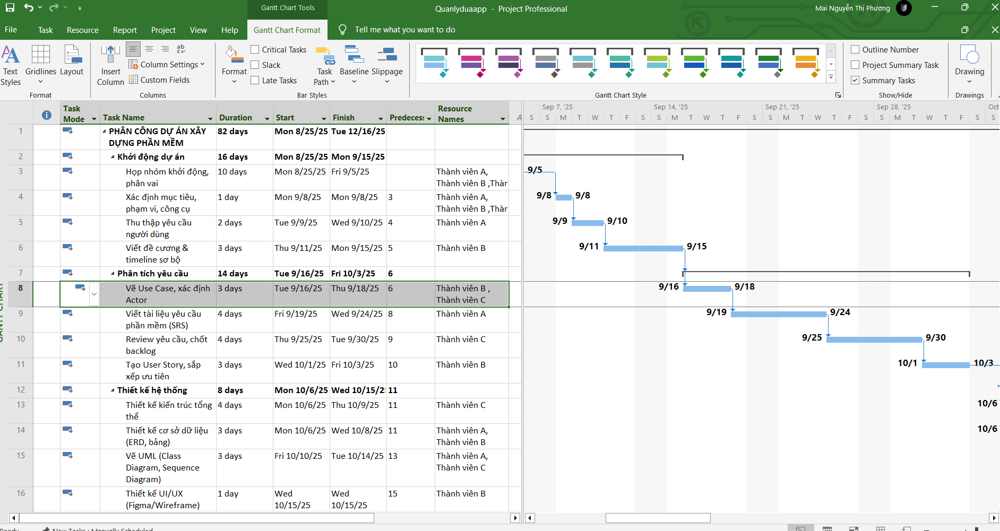 Gantt Chart Tools
Quanlyduaapp - Project Professional
Mai Nguyễn Thị Phương
File Task Resource Report Project View Help Gantt Chart Format Tell me what you want to do
Text Styles
Gridlines
Layout
Format
Insert Column
Column Settings
Custom Fields
Columns
Format
Critical Tasks
Slack
Late Tasks
Task Path
Baseline
Slippage
Bar Styles
Gantt Chart Style
Outline Number
Project Summary Task
Summary Tasks
Show/Hide
Drawing
Drawings
Task Mode Task Name Duration Start Finish Predeces Resource Names A
Sep 7, '25 Sep 14, '25 Sep 21, '25 Sep 28, '25 Oct
S S M T W T F S S M T W T F S S M T W T F S S M T W T F S S
1 PHÂN CÔNG DỰ ÁN XÂY DỰNG PHẦN MỀM 82 days Mon 8/25/25 Tue 12/16/25
2 Khởi động dự án 16 days Mon 8/25/25 Mon 9/15/25
3 Họp nhóm khởi động, phân vai 10 days Mon 8/25/25 Fri 9/5/25 Thành viên A, Thành viên B ,Thàr
4 Xác định mục tiêu, phạm vi, công cụ 1 day Mon 9/8/25 Mon 9/8/25 3 Thành viên A, Thành viên B ,Thàr
5 Thu thập yêu cầu người dùng 2 days Tue 9/9/25 Wed 9/10/25 4 Thành viên A
6 Viết đề cương & timeline sơ bộ 3 days Thu 9/11/25 Mon 9/15/25 5 Thành viên B
7 Phân tích yêu cầu 14 days Tue 9/16/25 Fri 10/3/25 6
8 Vẽ Use Case, xác định Actor 3 days Tue 9/16/25 Thu 9/18/25 6 Thành viên B , Thành viên C
9 Viết tài liệu yêu cầu phần mềm (SRS) 4 days Fri 9/19/25 Wed 9/24/25 8 Thành viên A
10 Review yêu cầu, chốt backlog 4 days Thu 9/25/25 Tue 9/30/25 9 Thành viên C
11 Tạo User Story, sắp xếp ưu tiên 3 days Wed 10/1/25 Fri 10/3/25 10 Thành viên B
12 Thiết kế hệ thống 8 days Mon 10/6/25 Wed 10/15/2 11
13 Thiết kế kiến trúc tổng thể 4 days Mon 10/6/25 Thu 10/9/25 11 Thành viên C
14 Thiết kế cơ sở dữ liệu (ERD, bảng) 3 days Mon 10/6/25 Wed 10/8/25 11 Thành viên A, Thành viên B
15 Vẽ UML (Class Diagram, Sequence Diagram) 3 days Fri 10/10/25 Tue 10/14/25 13 Thành viên A, Thành viên C
16 Thiết kế UI/UX (Figma/Wireframe) 1 day Wed 10/15/25 Wed 10/15/25 15 Thành viên B
9/5
9/8 9/8
9/9 9/10
9/11 9/15
9/16 9/18
9/19 9/24
9/25 9/30
10/1 10/3
10/6
10/6
GANTT CHART
Ready New Tasks : Manually Scheduled